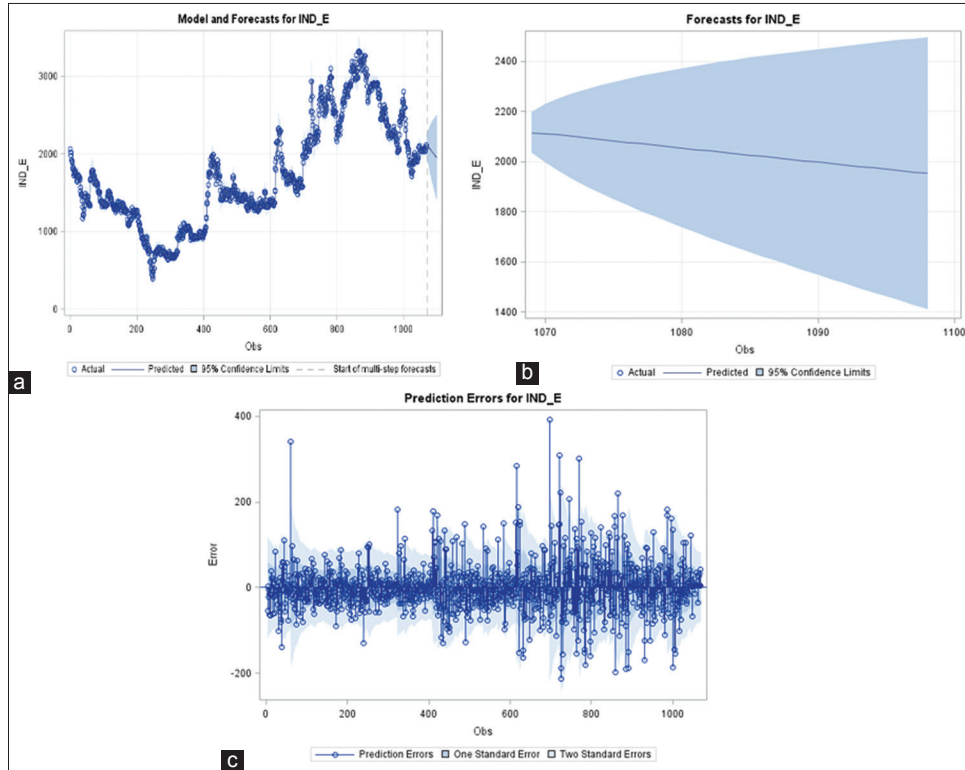 Model and Forecasts for IND_E
IND_E
3000
2000
1000
0
0
200
400
600
800
1000
Obs
Actual Predicted 95% Confidence Limits Start of multi-step forecasts
a
Forecasts for IND_E
IND_E
2400
2200
2000
1800
1600
1400
1070
1080
1090
1100
Obs
Actual Predicted 95% Confidence Limits
b
Prediction Errors for IND_E
Error
400
200
0
-200
0
200
400
600
800
1000
Obs
Prediction Errors One Standard Error Two Standard Errors
c